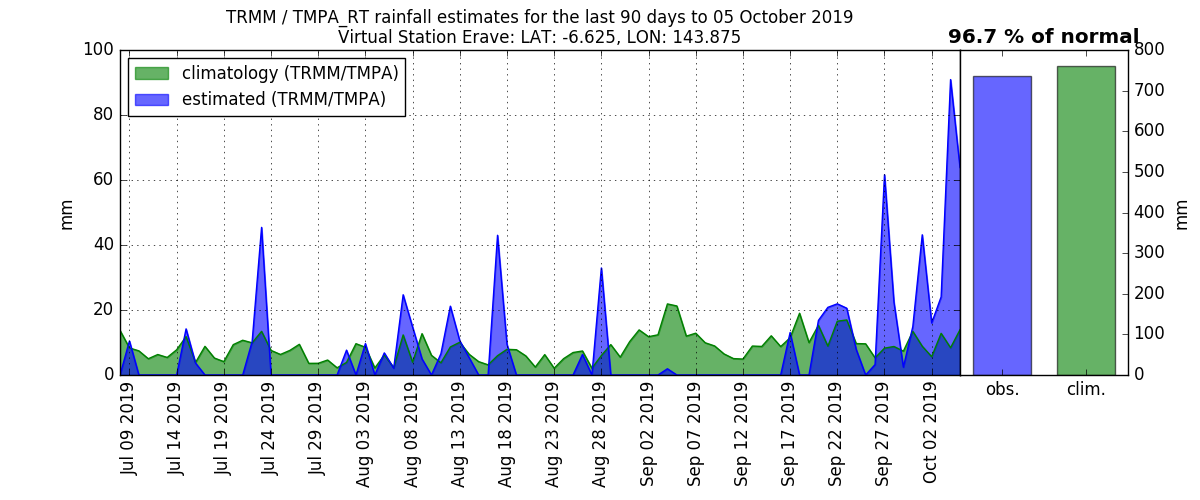 TRMM / TMPA_RT rainfall estimates for the last 90 days to 05 October 2019
Virtual Station Erave: LAT: -6.625, LON: 143.875
96.7 % of normal
climatology (TRMM/TMPA)
estimated (TRMM/TMPA)
100
80
60
40
20
0
mm
Jul 09 2019
Jul 14 2019
Jul 19 2019
Jul 24 2019
Jul 29 2019
Aug 03 2019
Aug 08 2019
Aug 13 2019
Aug 18 2019
Aug 23 2019
Aug 28 2019
Sep 02 2019
Sep 07 2019
Sep 12 2019
Sep 17 2019
Sep 22 2019
Sep 27 2019
Oct 02 2019
obs.
clim.
800
700
600
500
400
300
200
100
0
mm